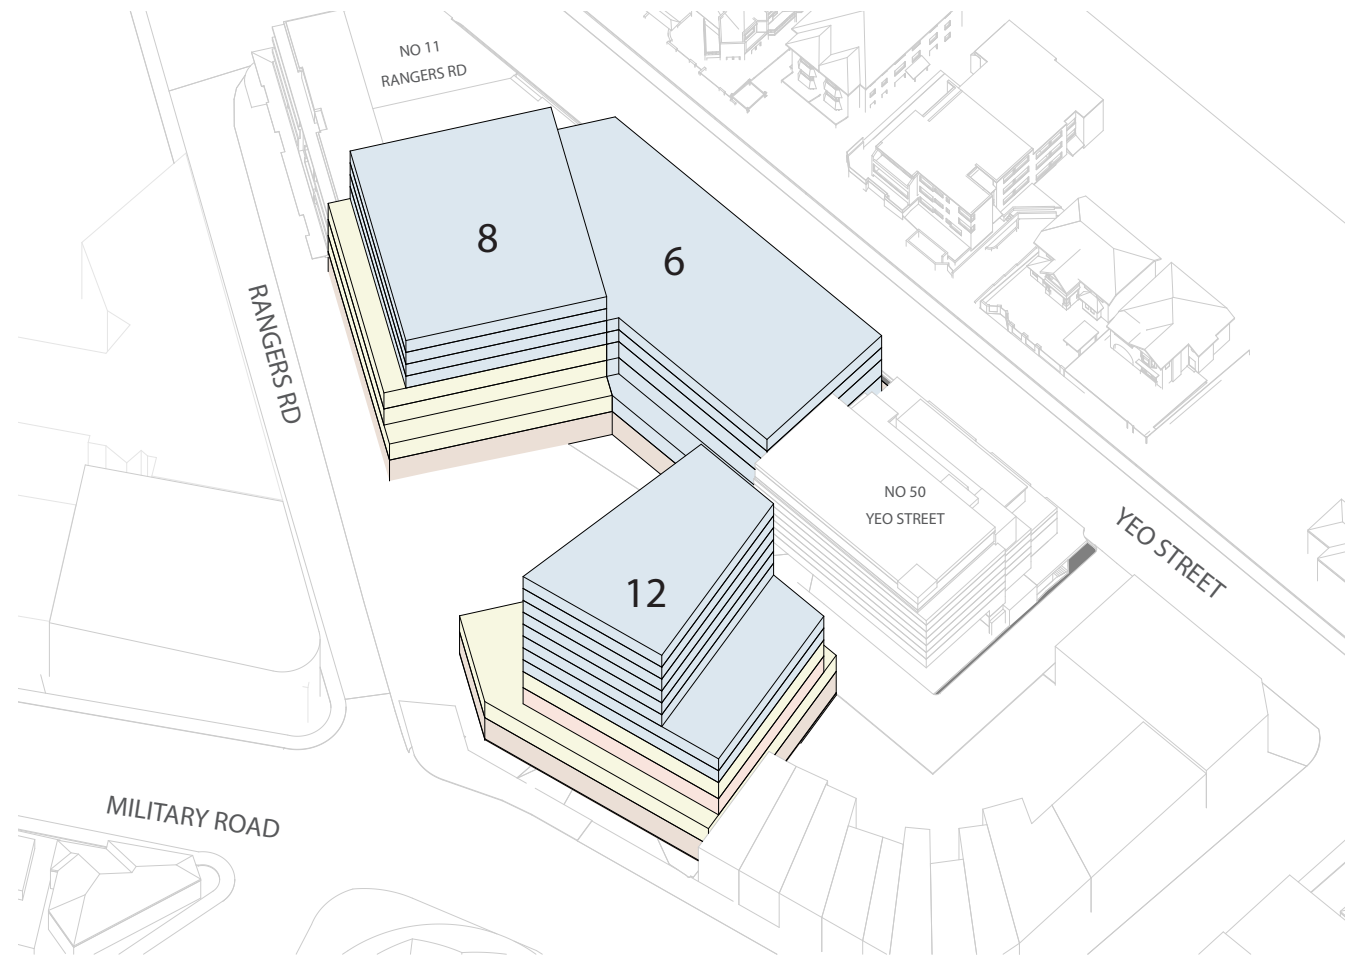 NO 11
RANGERS RD
8
6
RANGERS RD
NO 50
YEO STREET
YEO STREET
12
MILITARY ROAD